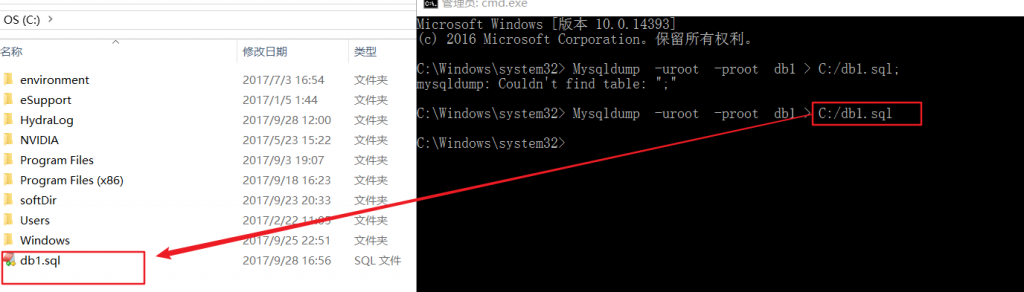 OS (C:)
名称 修改日期 类型
environment 2017/7/3 16:54 文件夹
eSupport 2017/1/5 1:44 文件夹
HydraLog 2017/9/28 12:00 文件夹
NVIDIA 2017/5/23 15:22 文件夹
Program Files 2017/9/3 19:07 文件夹
Program Files (x86) 2017/9/18 16:23 文件夹
softDir 2017/9/23 20:33 文件夹
Users 2017/2/22 11:05 文件夹
Windows 2017/9/25 22:51 文件夹
db1.sql 2017/9/28 16:56 SQL 文件
管理员: cmd.exe
Microsoft Windows [版本 10.0.14393]
(c) 2016 Microsoft Corporation。保留所有权利。
C:\Windows\system32> Mysqldump -uroot -proot db1 > C:/db1.sql;
mysqldump: Couldn't find table: ";"
C:\Windows\system32> Mysqldump -uroot -proot db1 > C:/db1.sql
C:\Windows\system32>